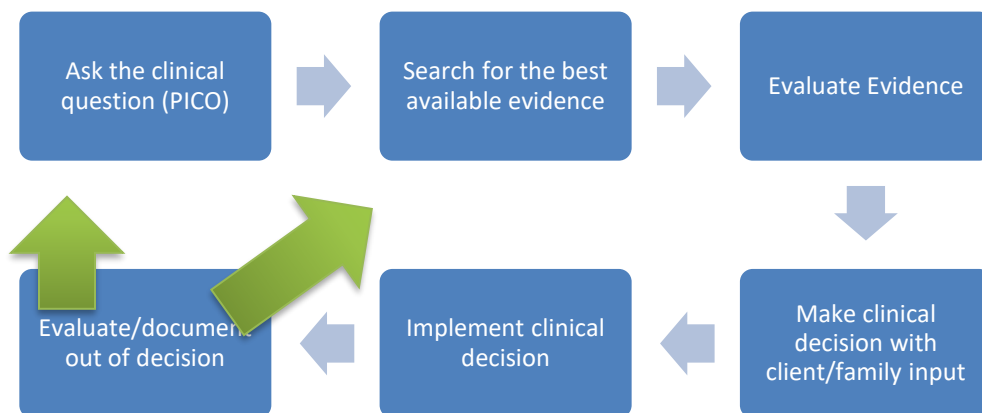 Ask the clinical
question (PICO)
Search for the best
available evidence
Evaluate Evidence
Make clinical
decision with
client/family input
Implement clinical
decision
Evaluate/document
out of decision